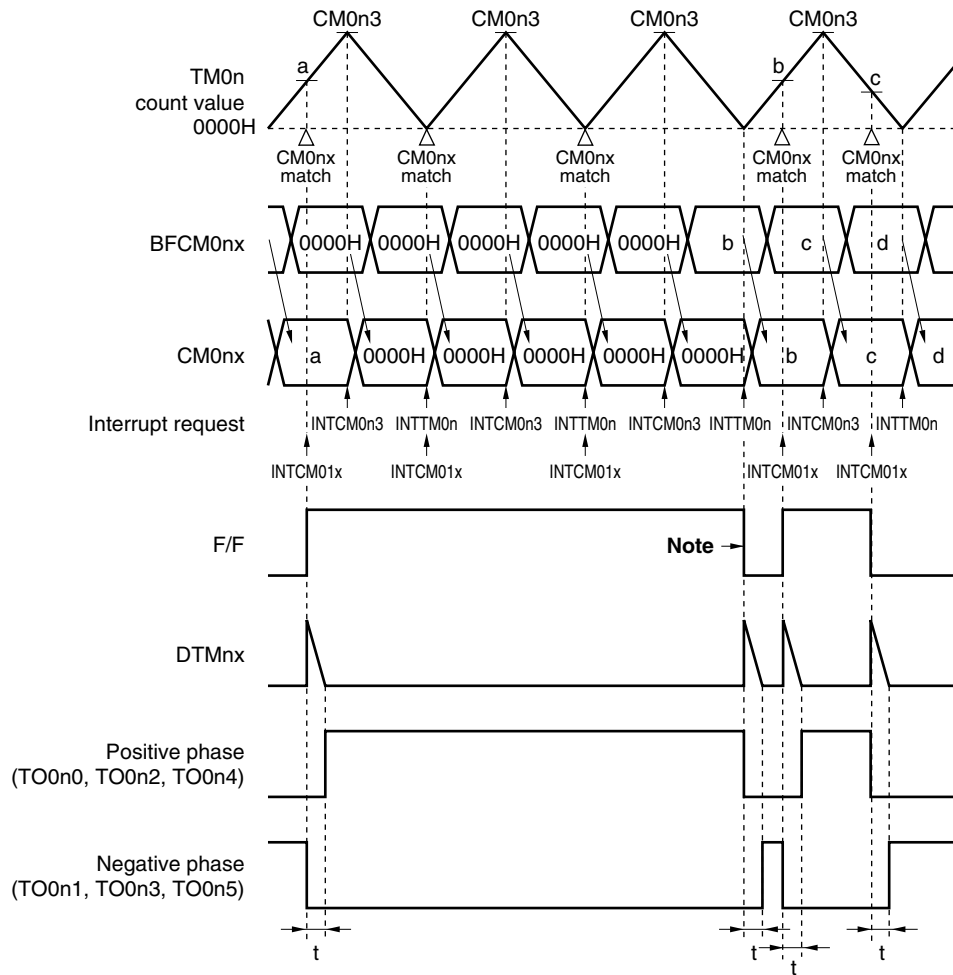 CM0n3 CM0n3 CM0n3 CM0n3
a b c
TM0n
count value
0000H
CM0nx CM0nx CM0nx CM0nx CM0nx
match match match match match
BFCM0nx 0000H 0000H 0000H 0000H 0000H b c d
CM0nx a 0000H 0000H 0000H 0000H 0000H b c d
Interrupt request INTCM0n3 INTTM0n INTCM0n3 INTTM0n INTCM0n3 INTTM0n INTCM0n3 INTTM0n
INTCM01x INTCM01x INTCM01x INTCM01x INTCM01x
F/F Note
DTMnx
Positive phase
(TO0n0, TO0n2, TO0n4)
Negative phase
(TO0n1, TO0n3, TO0n5)
t t t t